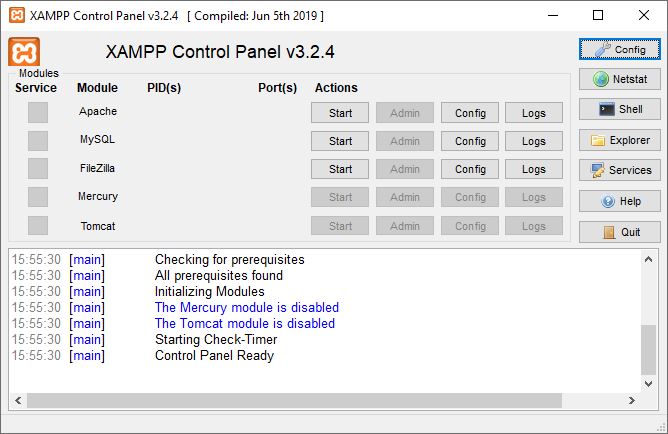 XAMPP Control Panel v3.2.4 [ Compiled: Jun 5th 2019 ]
XAMPP Control Panel v3.2.4
Config
Modules
Service Module PID(s) Port(s) Actions
Netstat
Apache Start Admin Config Logs
Shell
MySQL Start Admin Config Logs
Explorer
FileZilla Start Admin Config Logs
Services
Mercury Start Admin Config Logs
Help
Tomcat Start Admin Config Logs
Quit
15:55:30 [main] Checking for prerequisites
15:55:30 [main] All prerequisites found
15:55:30 [main] Initializing Modules
15:55:30 [main] The Mercury module is disabled
15:55:30 [main] The Tomcat module is disabled
15:55:30 [main] Starting Check-Timer
15:55:30 [main] Control Panel Ready